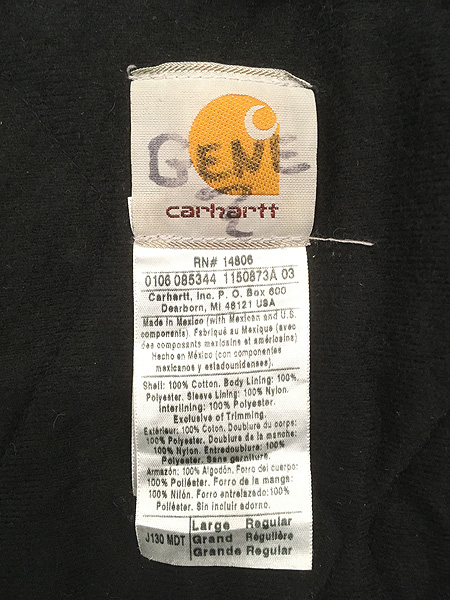 GENE
carhartt
RN# 14806
0106 085344 1150873A 03
Carhartt, Inc. P. O. Box 600
Dearborn, MI 48121 USA
Made in Mexico (with Mexican and U.S.
components). Fabriqué au Mexique (avec
des composants mexicains et américains)
Hecho en México (con componentes
mexicanos y estadounidenses).
Shell: 100% Cotton. Body Lining: 100%
Polyester. Sleeve Lining: 100% Nylon.
Interlining: 100% Polyester.
Exclusive of Trimming.
Extérieur: 100% Coton. Doublure du corps:
100% Polyester. Doublure de la manche:
100% Nylon. Entredoublure: 100%
Polyester. Sans garniture.
Armazón: 100% Algodón. Forro del cuerpo:
100% Poliéster. Forro de la manga:
100% Nilón. Forro entrelazado: 100%
Poliéster. Sin incluir adorno.
J130 MDT
Large Regular
Grand Régulière
Grande Regular